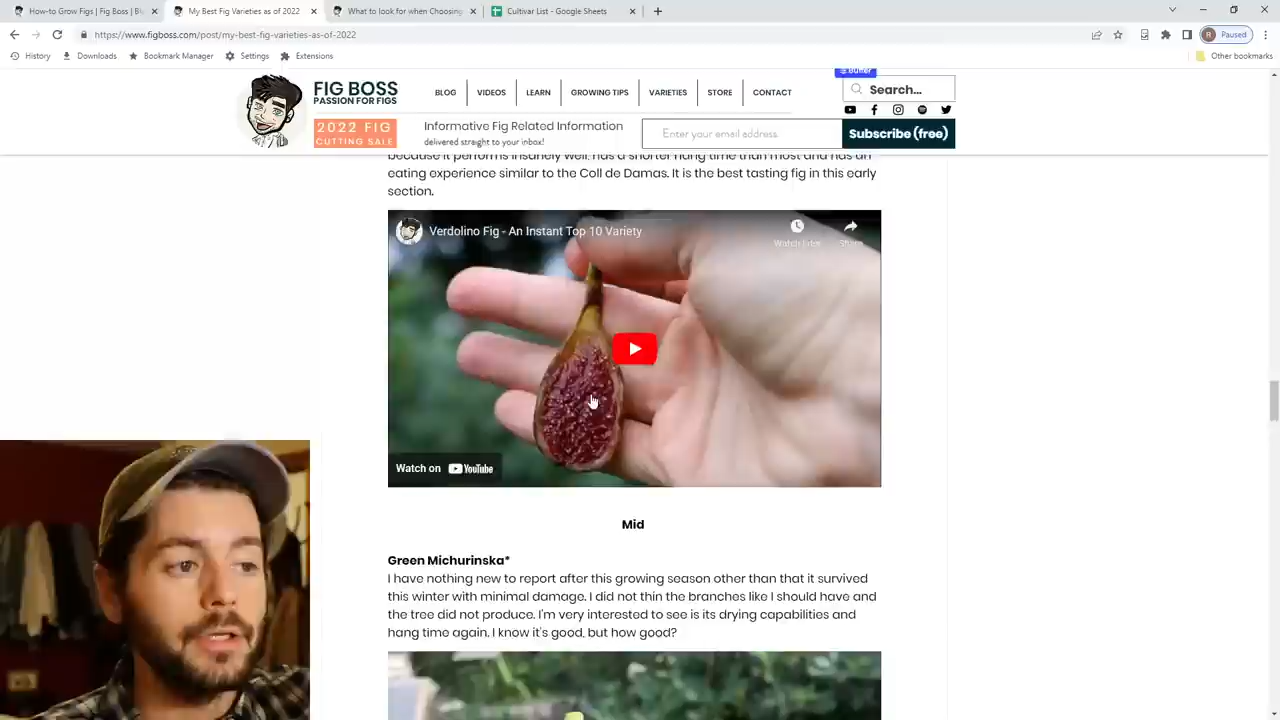 How-to Grow Figs | Fig Boss | Bl
My Best Fig Varieties as of 2022
What to look for when Choosing
Cultivar List - Google Sheets
https://www.figboss.com/post/my-best-fig-varieties-as-of-2022
R Paused
History Downloads Bookmark Manager Settings Extensions Other bookmarks
Buffer
FIG BOSS
PASSION FOR FIGS
BLOG VIDEOS LEARN GROWING TIPS VARIETIES STORE CONTACT
Search...
2022 FIG
CUTTING SALE
Informative Fig Related Information
delivered straight to your inbox!
Enter your email address.
Subscribe (free)
because it performs insanely well, has a shorter hang time than most and has an
eating experience similar to the Coll de Damas. It is the best tasting fig in this early
section.
Verdolino Fig - An Instant Top 10 Variety
Watch later Share
Watch on YouTube
Mid
Green Michurinska*
I have nothing new to report after this growing season other than that it survived
this winter with minimal damage. I did not thin the branches like I should have and
the tree did not produce. I'm very interested to see is its drying capabilities and
hang time again. I know it's good, but how good?